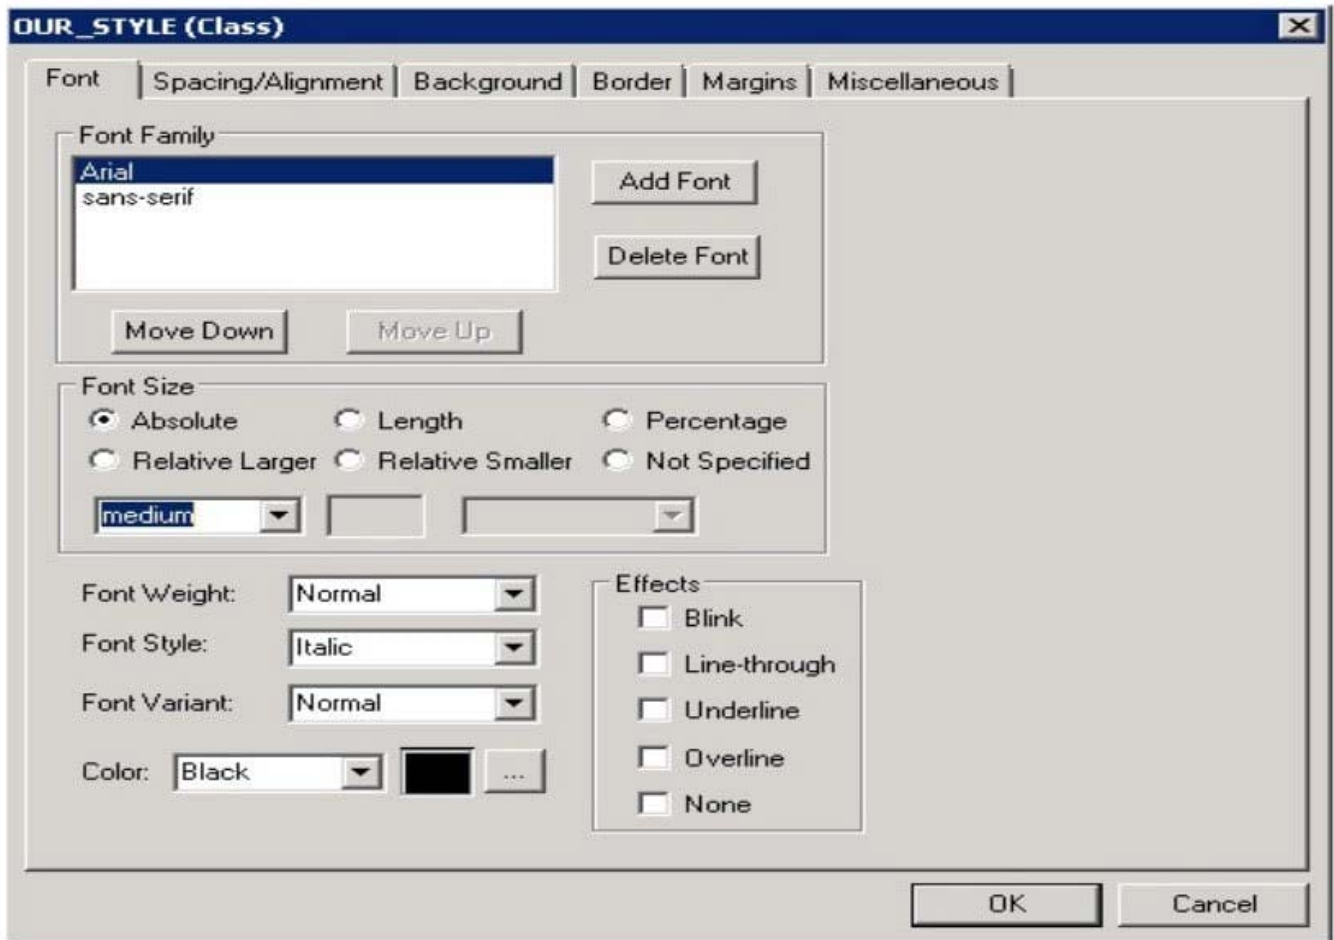 OUR_STYLE (Class)
Font Spacing/Alignment Background Border Margins Miscellaneous
Font Family
Arial
sans-serif
Add Font
Delete Font
Move Down Move Up
Font Size
Absolute Length Percentage
Relative Larger Relative Smaller Not Specified
medium
Font Weight: Normal
Font Style: Italic
Font Variant: Normal
Color: Black ...
Effects
Blink
Line-through
Underline
Overline
None
OK Cancel